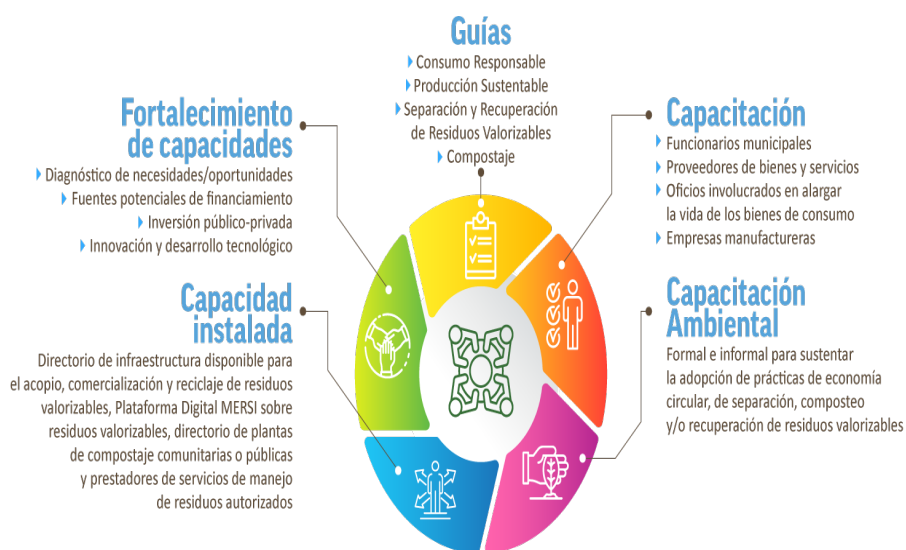 Guías
Consumo Responsable
Producción Sustentable
Separación y Recuperación
de Residuos Valorizables
Compostaje
Fortalecimiento
de capacidades
Diagnóstico de necesidades/oportunidades
Fuentes potenciales de financiamiento
Inversión público-privada
Innovación y desarrollo tecnológico
Capacitación
Funcionarios municipales
Proveedores de bienes y servicios
Oficios involucrados en alargar
la vida de los bienes de consumo
Empresas manufactureras
Capacidad
instalada
Directorio de infraestructura disponible para
el acopio, comercialización y reciclaje de residuos
valorizables, Plataforma Digital MERSI sobre
residuos valorizables, directorio de plantas
de compostaje comunitarias o públicas
y prestadores de servicios de manejo
de residuos autorizados
Capacitación
Ambiental
Formal e informal para sustentar
la adopción de prácticas de economía
circular, de separación, composteo
y/o recuperación de residuos valorizables